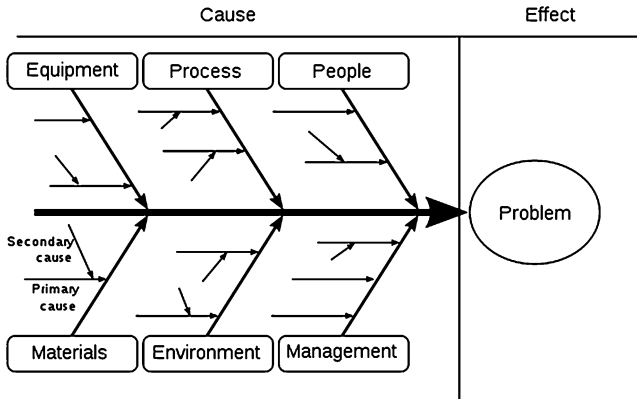 Cause
Effect
Equipment
Process
People
Problem
Secondary
cause
Primary
cause
Materials
Environment
Management